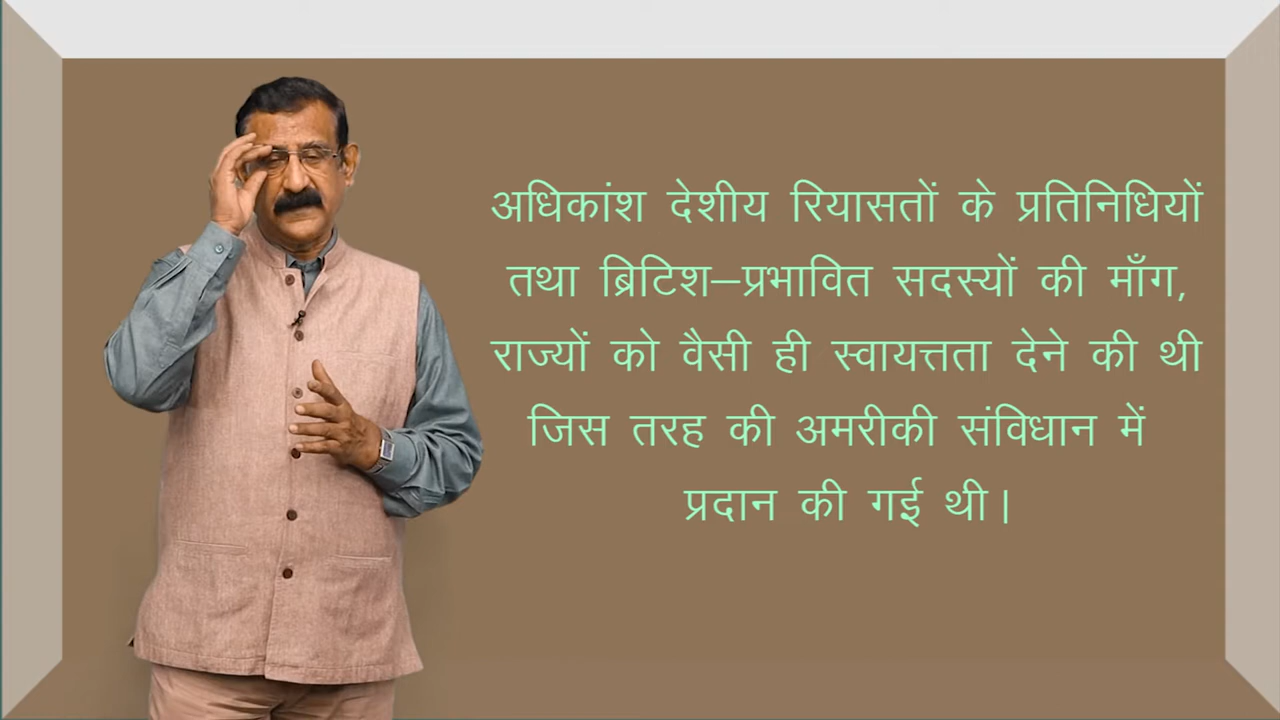 अधिकांश देशीय रियासतों के प्रतिनिधियों
तथा ब्रिटिश–प्रभावित सदस्यों की माँग,
राज्यों को वैसी ही स्वायत्तता देने की थी
जिस तरह की अमरीकी संविधान में
प्रदान की गई थी।